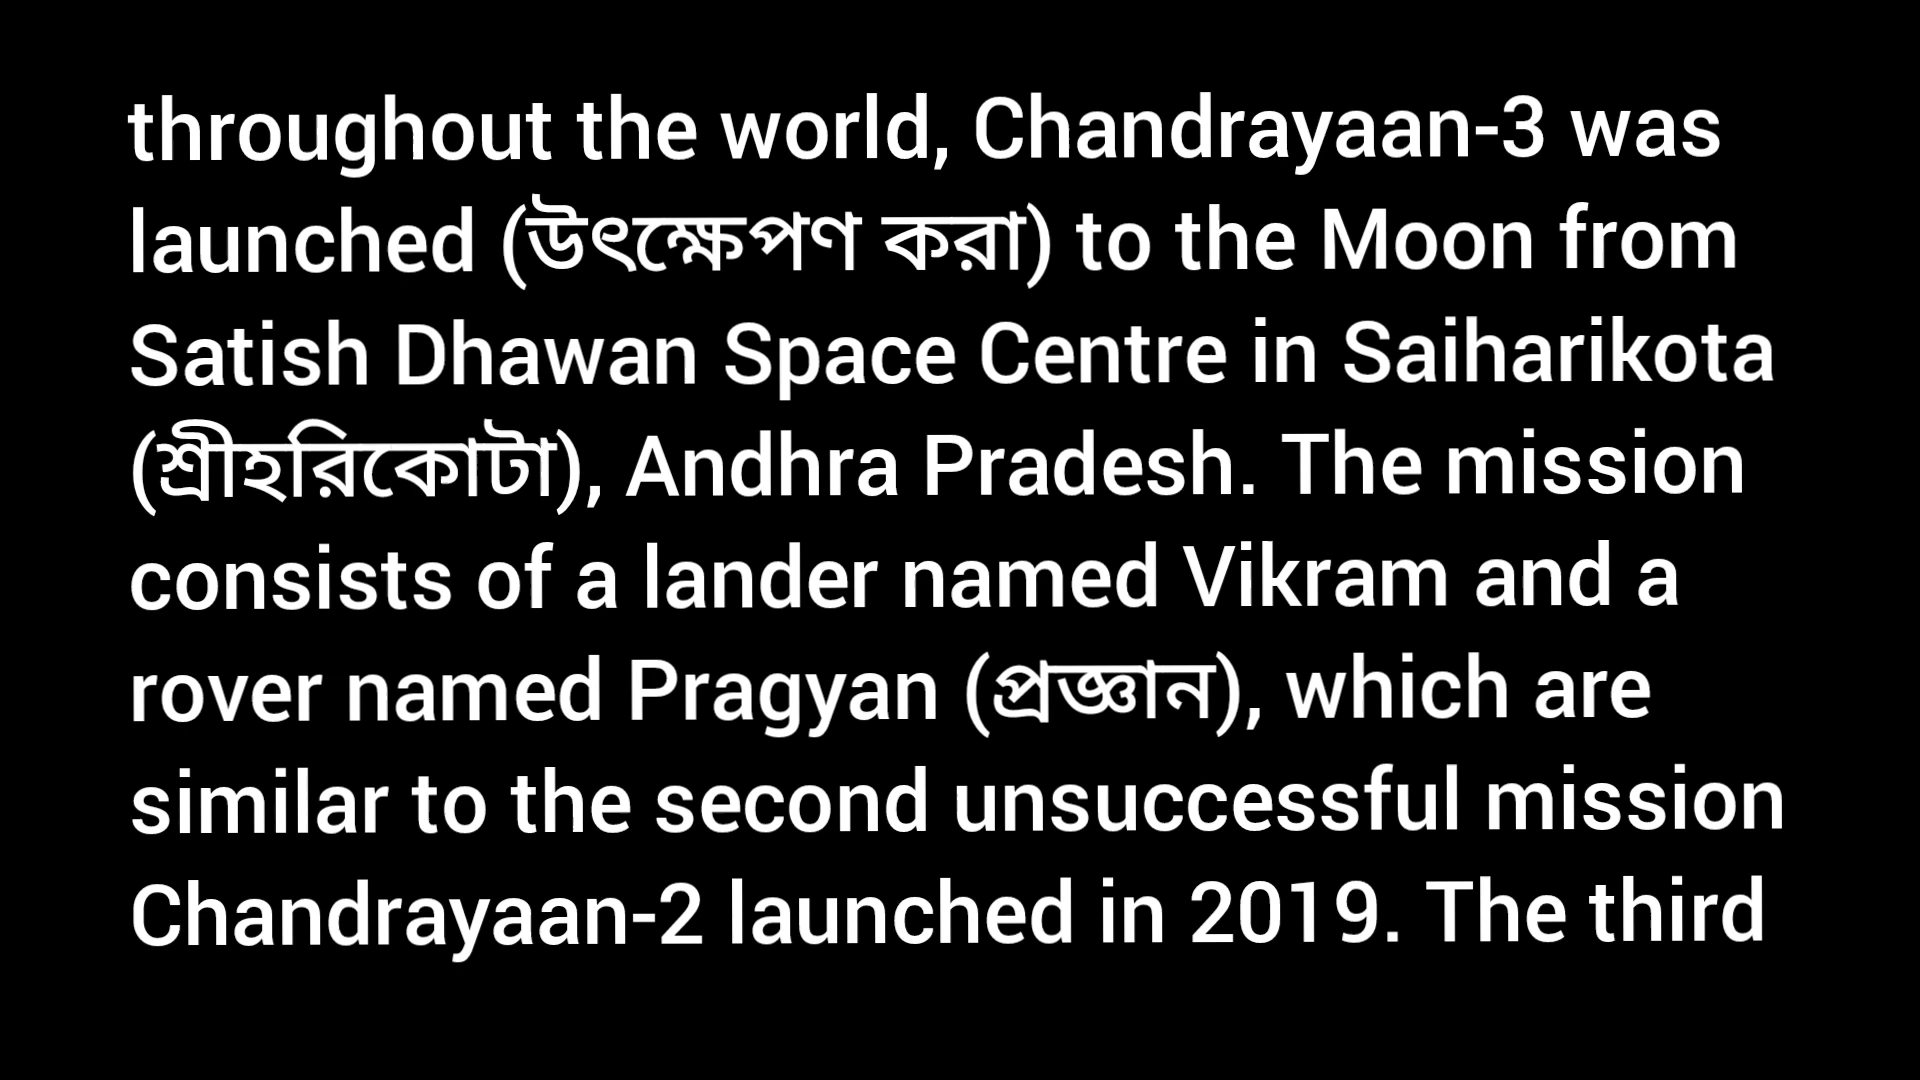 throughout the world, Chandrayaan-3 was
launched (উৎক্ষেপণ করা) to the Moon from
Satish Dhawan Space Centre in Saiharikota
(শ্রীহরিকোটা), Andhra Pradesh. The mission
consists of a lander named Vikram and a
rover named Pragyan (প্রজ্ঞান), which are
similar to the second unsuccessful mission
Chandrayaan-2 launched in 2019. The third